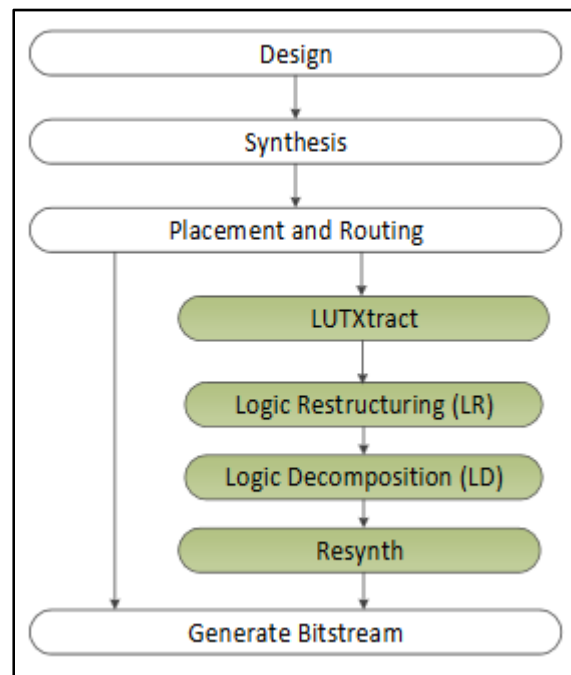 Design
Synthesis
Placement and Routing
LUTXtract
Logic Restructuring (LR)
Logic Decomposition (LD)
Resynth
Generate Bitstream